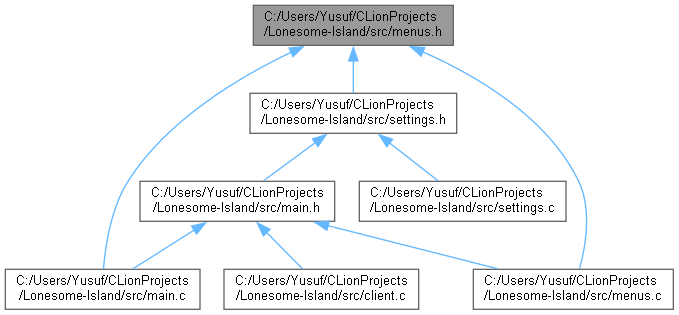 C:/Users/Yusuf/CLionProjects
/Lonesome-Island/src/menus.h
C:/Users/Yusuf/CLionProjects
/Lonesome-Island/src/settings.h
C:/Users/Yusuf/CLionProjects
/Lonesome-Island/src/main.h
C:/Users/Yusuf/CLionProjects
/Lonesome-Island/src/settings.c
C:/Users/Yusuf/CLionProjects
/Lonesome-Island/src/main.c
C:/Users/Yusuf/CLionProjects
/Lonesome-Island/src/client.c
C:/Users/Yusuf/CLionProjects
/Lonesome-Island/src/menus.c